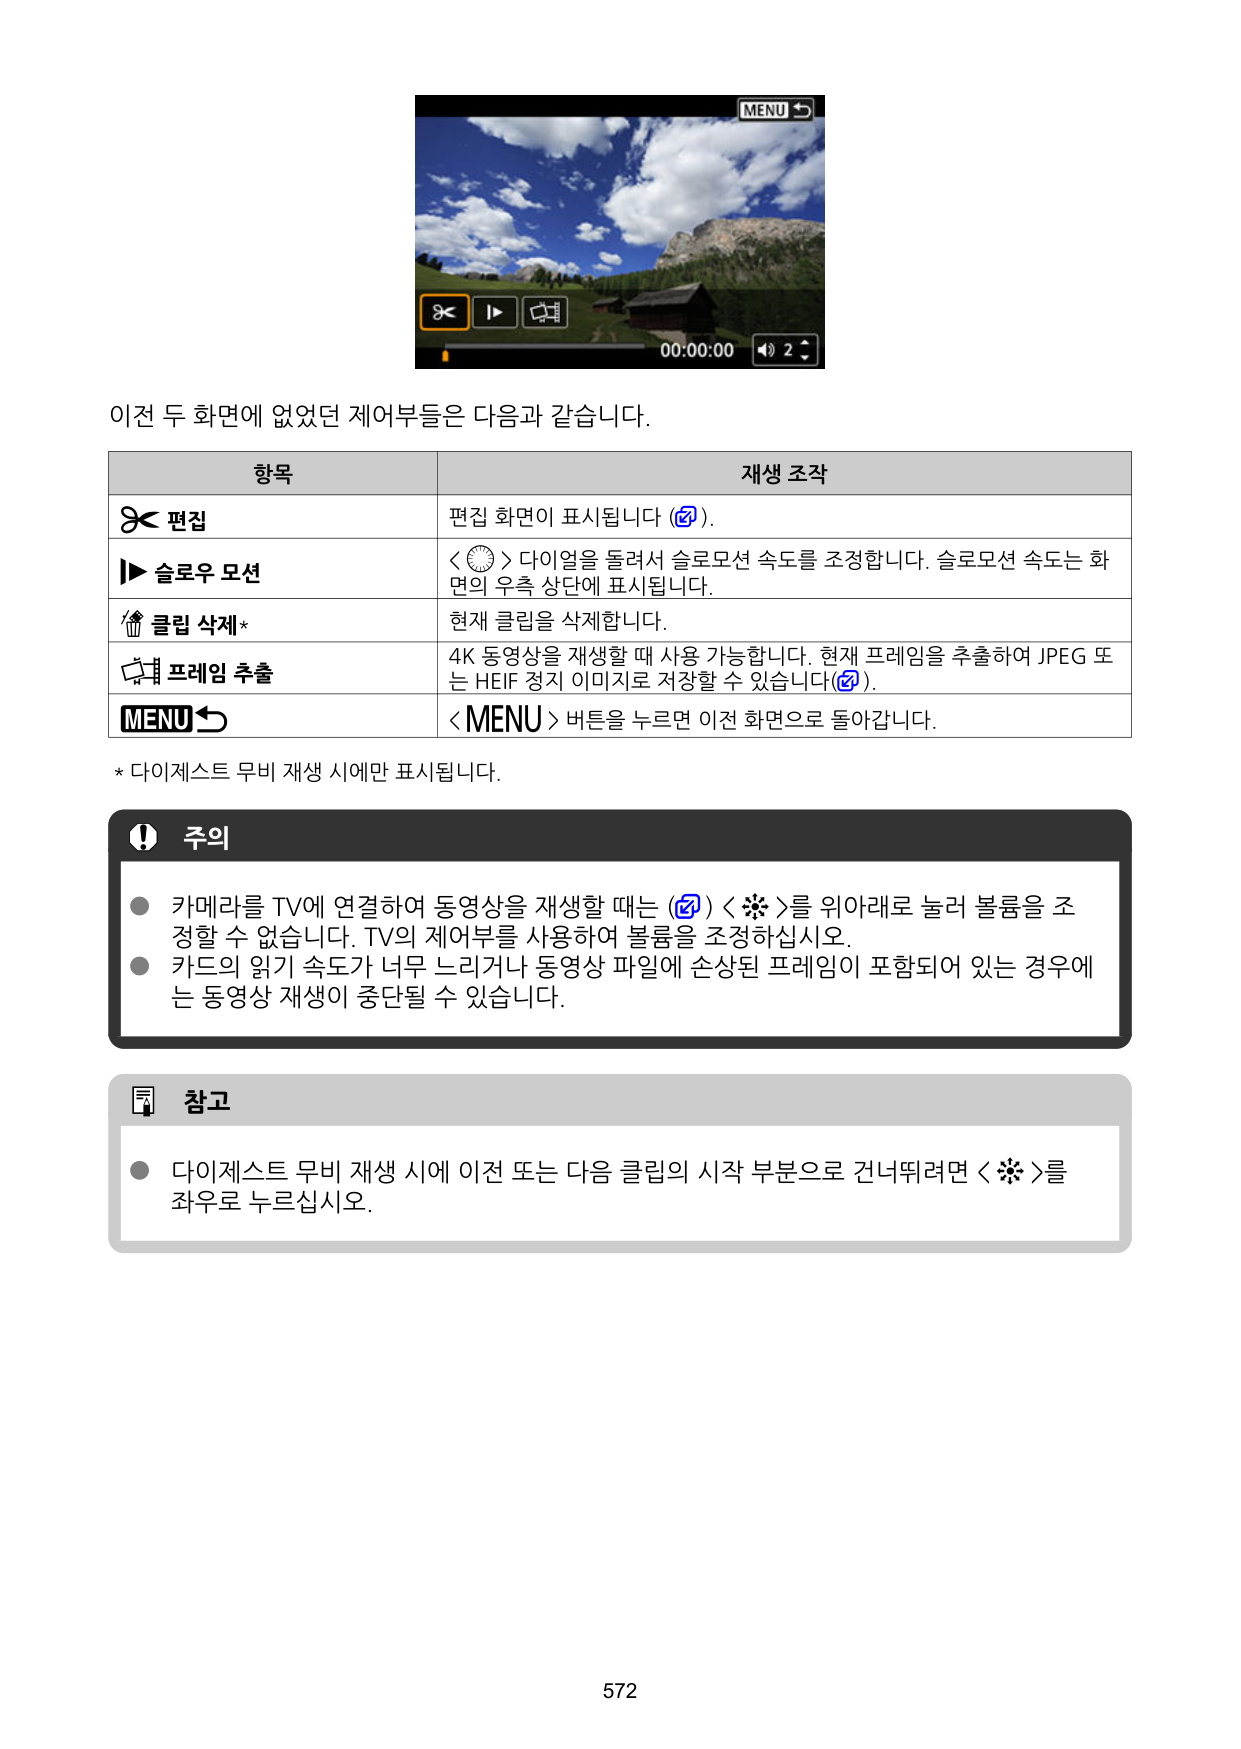 MENU
00:00:00
2
이전 두 화면에 없었던 제어부들은 다음과 같습니다.
항목
재생 조작
편집
편집 화면이 표시됩니다 ( ).
슬로우 모션
< > 다이얼을 돌려서 슬로모션 속도를 조정합니다. 슬로모션 속도는 화
면의 우측 상단에 표시됩니다.
클립 삭제*
현재 클립을 삭제합니다.
프레임 추출
4K 동영상을 재생할 때 사용 가능합니다. 현재 프레임을 추출하여 JPEG 또
는 HEIF 정지 이미지로 저장할 수 있습니다( ).
MENU
< MENU > 버튼을 누르면 이전 화면으로 돌아갑니다.
* 다이제스트 무비 재생 시에만 표시됩니다.
주의
● 카메라를 TV에 연결하여 동영상을 재생할 때는 ( ) < >를 위아래로 눌러 볼륨을 조
정할 수 없습니다. TV의 제어부를 사용하여 볼륨을 조정하십시오.
● 카드의 읽기 속도가 너무 느리거나 동영상 파일에 손상된 프레임이 포함되어 있는 경우에
는 동영상 재생이 중단될 수 있습니다.
참고
● 다이제스트 무비 재생 시에 이전 또는 다음 클립의 시작 부분으로 건너뛰려면 < >를
좌우로 누르십시오.
572